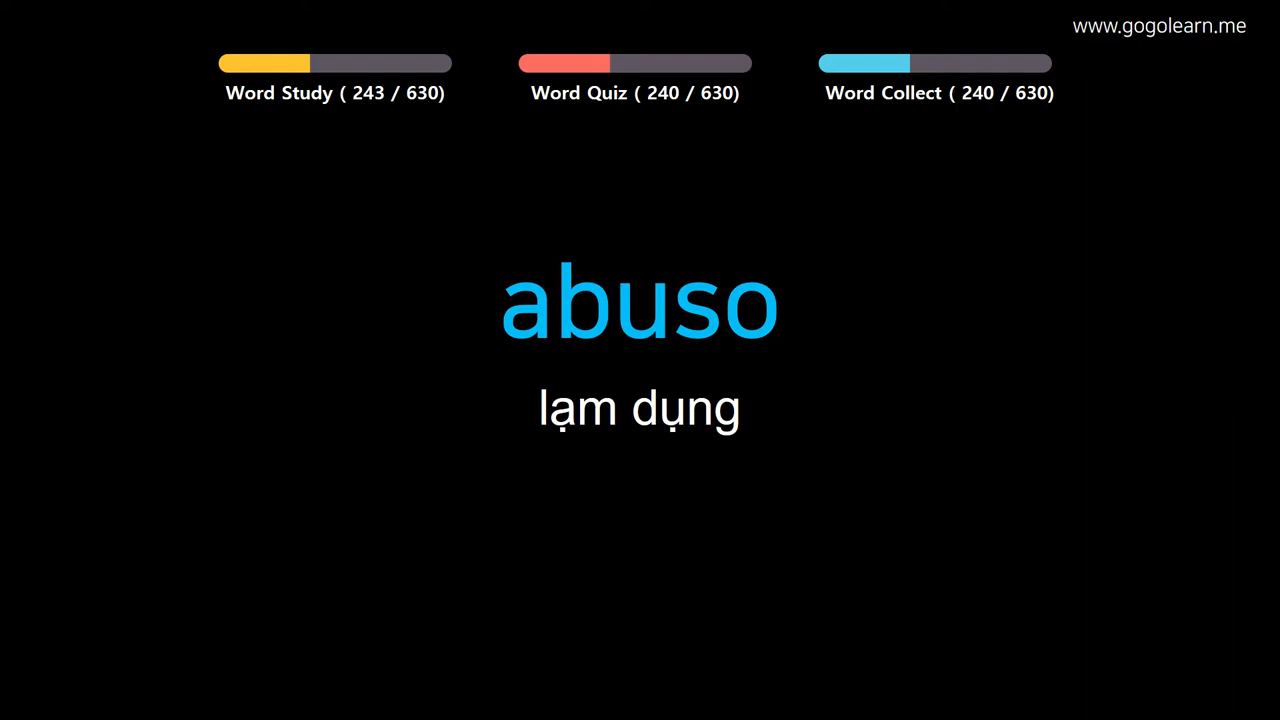 www.gogolearn.me
Word Study ( 243 / 630)
Word Quiz ( 240 / 630)
Word Collect ( 240 / 630)
abuso
lạm dụng